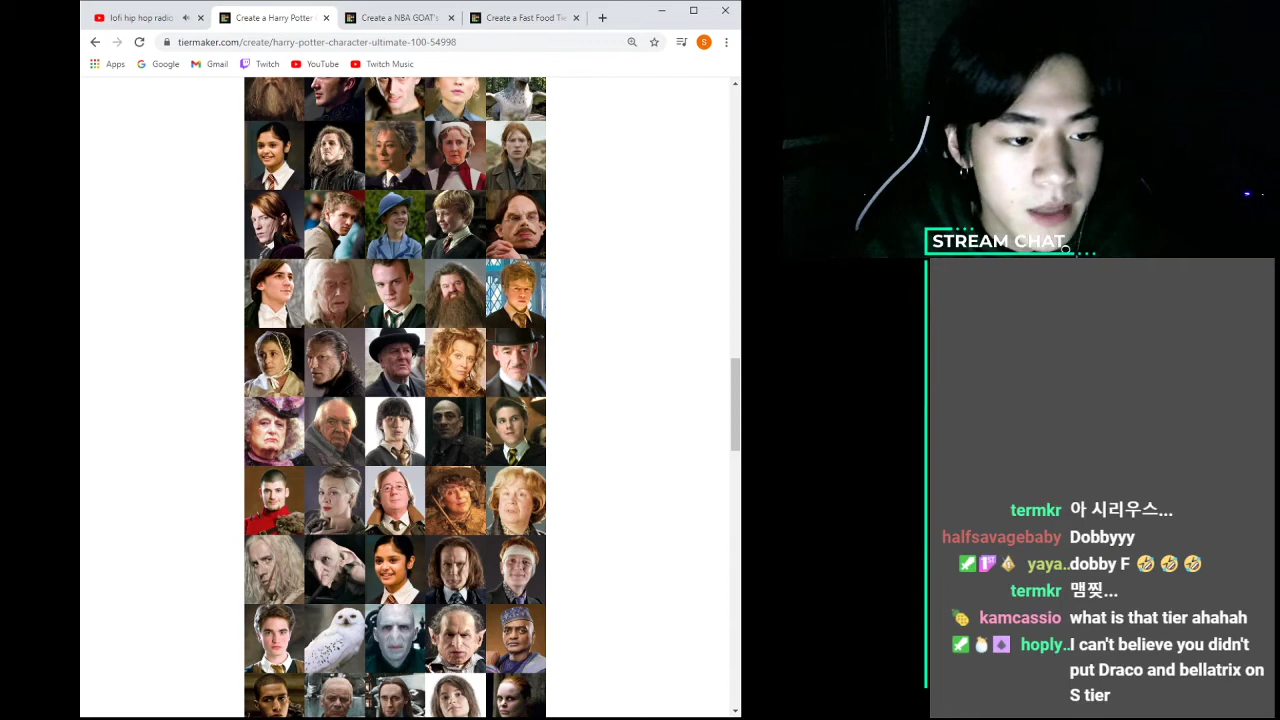 lofi hip hop radio
Create a Harry Potter
Create a NBA GOAT's
Create a Fast Food Tie
tiermaker.com/create/harry-potter-character-ultimate-100-54998
S
Apps
Google
Gmail
Twitch
YouTube
Twitch Music
STREAM CHAT
termkr 아 시리우스...
halfsavagebaby Dobbyyy
yaya.. dobby F 🤣 🤣 🤣
termkr 맴찢...
kamcassio what is that tier ahahah
hoply.. I can't believe you didn't
put Draco and bellatrix on
S tier